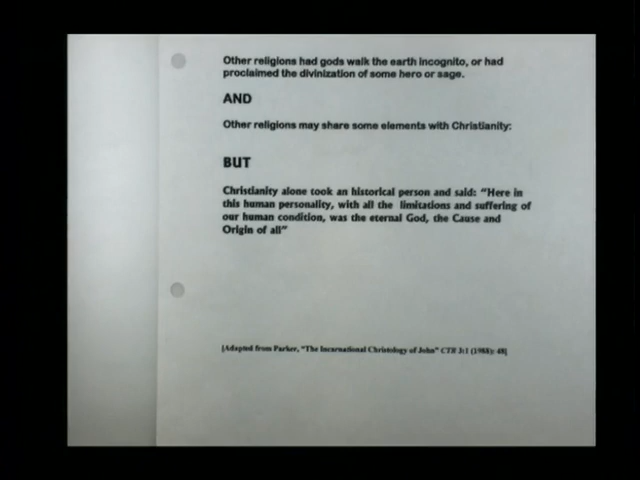 Other religions had gods walk the earth incognito, or had
proclaimed the divinization of some hero or sage.
AND
Other religions may share some elements with Christianity:
BUT
Christianity alone took an historical person and said: "Here in
this human personality, with all the limitations and suffering of
our human condition, was the eternal God, the Cause and
Origin of all"
[Adapted from Parker, "The Incarnational Christology of John" CTR 3:1 (1988): 48]